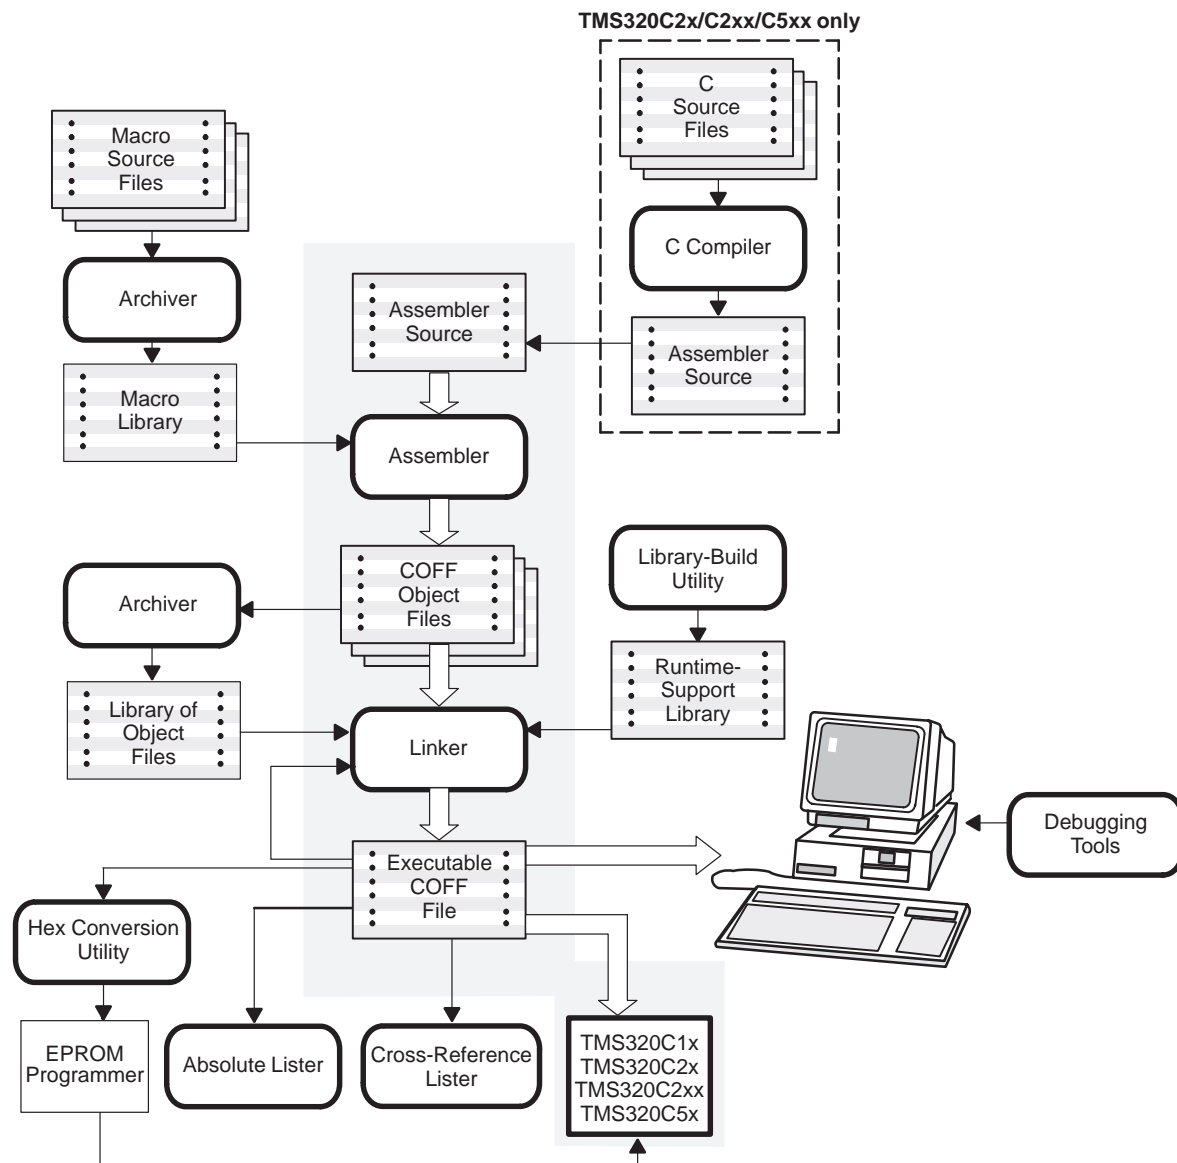 TMS320C2x/C2xx/C5xx only
C
Source
Files
Macro
Source
Files
C Compiler
Archiver
Assembler
Source
Assembler
Source
Macro
Library
Assembler
COFF
Object
Files
Library-Build
Utility
Archiver
Runtime-
Support
Library
Library of
Object
Files
Linker
Debugging
Tools
Executable
COFF
File
Hex Conversion
Utility
EPROM
Programmer
Absolute Lister
Cross-Reference
Lister
TMS320C1x
TMS320C2x
TMS320C2xx
TMS320C5x